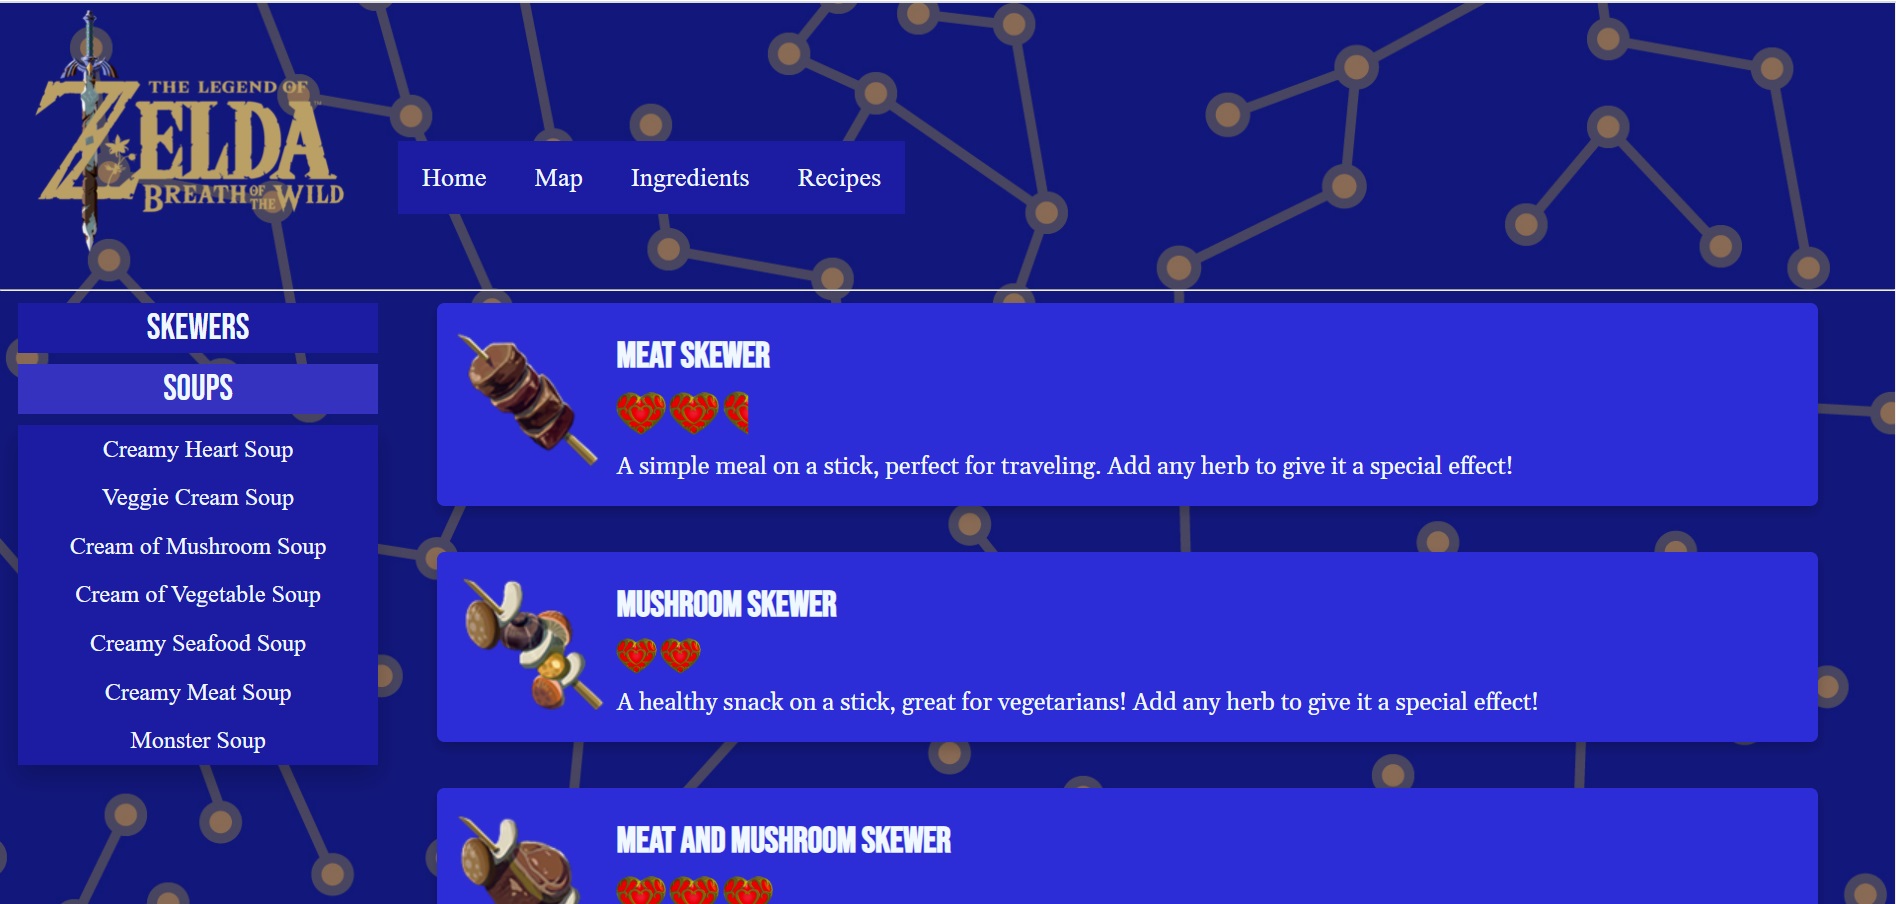 THE LEGEND OF
ZELDA™
BREATH OF THE WILD
Home Map Ingredients Recipes
SKEWERS
SOUPS
Creamy Heart Soup
Veggie Cream Soup
Cream of Mushroom Soup
Cream of Vegetable Soup
Creamy Seafood Soup
Creamy Meat Soup
Monster Soup
MEAT SKEWER
A simple meal on a stick, perfect for traveling. Add any herb to give it a special effect!
MUSHROOM SKEWER
A healthy snack on a stick, great for vegetarians! Add any herb to give it a special effect!
MEAT AND MUSHROOM SKEWER